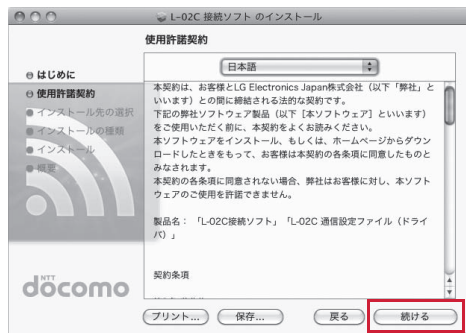 L-02C 接続ソフト のインストール
使用許諾契約
日本語
はじめに
使用許諾契約
インストール先の選択
インストールの種類
インストール
概要
本契約は、お客様とLG Electronics Japan株式会社（以下「弊社」と
いいます）との間に締結される法的な契約です。
下記の弊社ソフトウェア製品（以下［本ソフトウェア］といいます）
をご使用いただく前に、本契約をよくお読みください。
本ソフトウェアをインストール、もしくは、ホームページからダウン
ロードしたときをもって、お客様は本契約の各条項に同意したものと
みなされます。
本契約の各条項に同意されない場合、弊社はお客様に対し、本ソフト
ウェアのご使用を許諾できません。
製品名：「L-02C接続ソフト」「L-02C 通信設定ファイル（ドライ
バ）」
契約条項
NTT
docomo
プリント...
保存...
戻る
続ける